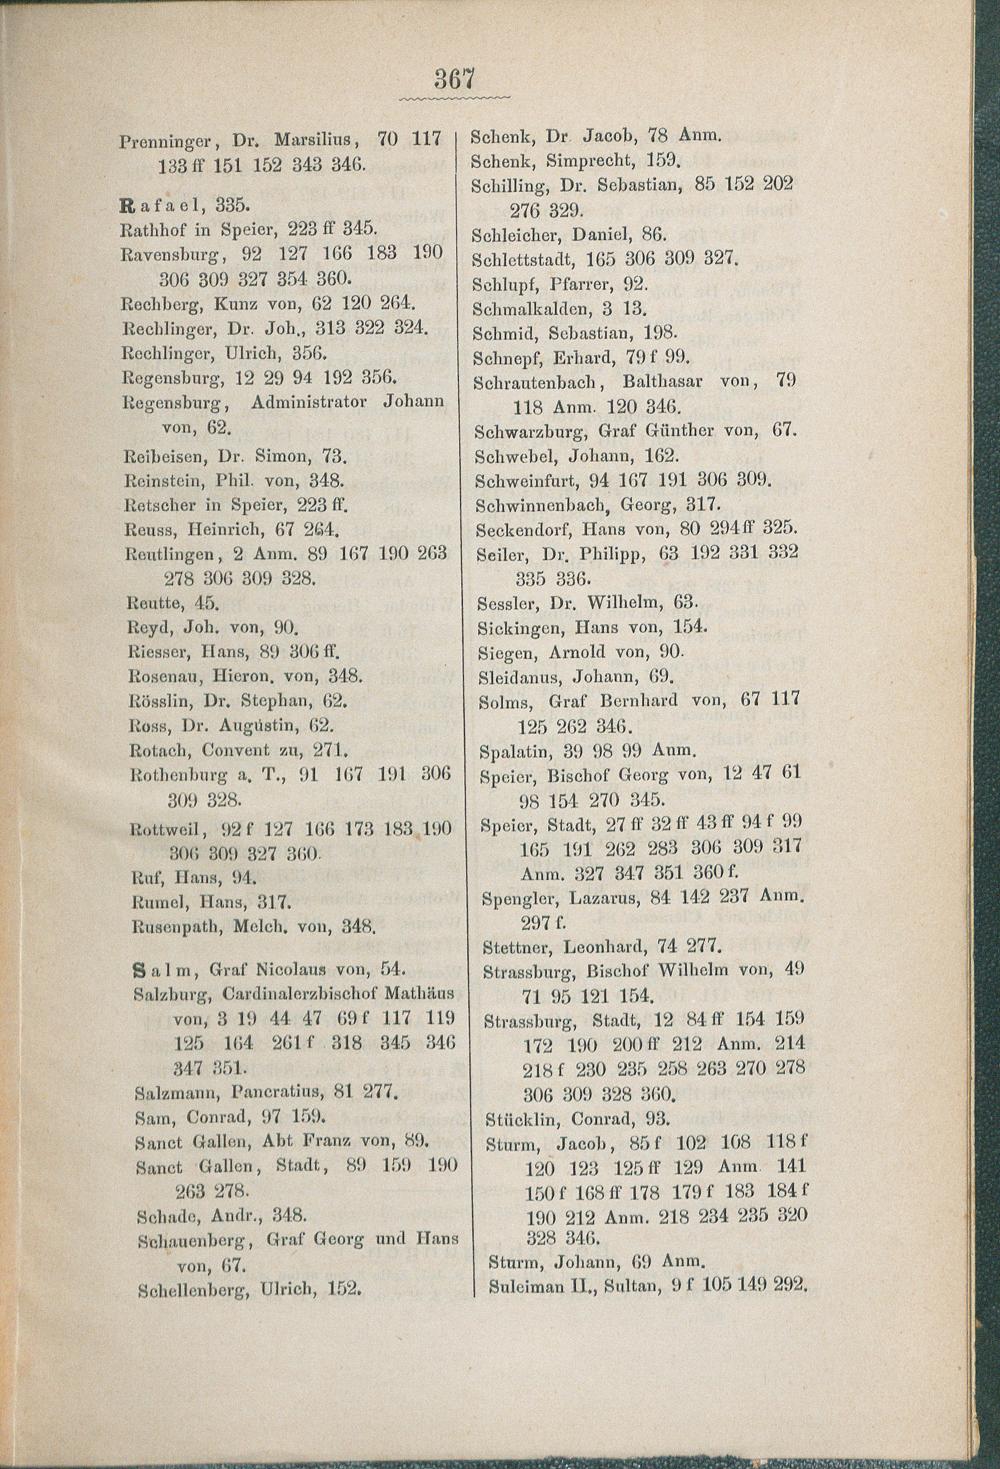 367
Prenninger, Dr. Marsilius, 70 117
133 ff 151 152 343 346.
Rafael, 335.
Rathhof in Speier, 223 ff 345.
Ravensburg, 92 127 166 183 190
306 309 327 354 360.
Rechberg, Kunz von, 62 120 264.
Rechlinger, Dr. Joh., 313 322 324.
Rechlinger, Ulrich, 356.
Regensburg, 12 29 94 192 356.
Regensburg, Administrator Johann
von, 62.
Reibeisen, Dr. Simon, 73.
Reinstein, Phil. von, 348.
Retscher in Speier, 223 ff.
Reuss, Heinrich, 67 264.
Reutlingen, 2 Anm. 89 167 190 263
278 306 309 328.
Reutte, 45.
Reyd, Joh. von, 90.
Riesser, Hans, 89 306 ff.
Rosenau, Hieron. von, 348.
Rösslin, Dr. Stephan, 62.
Ross, Dr. Augustin, 62.
Rotach, Convent zu, 271.
Rothenburg a. T., 91 167 191 306
309 328.
Rottweil, 92 f 127 166 173 183 190
306 309 327 360.
Ruf, Hans, 94.
Rumel, Hans, 317.
Rusenpath, Melch. von, 348.
Salm, Graf Nicolaus von, 54.
Salzburg, Cardinalerzbischof Mathäus
von, 3 19 44 47 69 f 117 119
125 164 261 f 318 345 346
347 351.
Salzmann, Pancratius, 81 277.
Sam, Conrad, 97 159.
Sanct Gallen, Abt Franz von, 89.
Sanct Gallen, Stadt, 89 159 190
263 278.
Schade, Andr., 348.
Schauenberg, Graf Georg und Hans
von, 67.
Schellenberg, Ulrich, 152.
Schenk, Dr Jacob, 78 Anm.
Schenk, Simprecht, 159.
Schilling, Dr. Sebastian, 85 152 202
276 329.
Schleicher, Daniel, 86.
Schlettstadt, 165 306 309 327.
Schlupf, Pfarrer, 92.
Schmalkalden, 3 13.
Schmid, Sebastian, 198.
Schnepf, Erhard, 79 f 99.
Schrautenbach, Balthasar von, 79
118 Anm. 120 346.
Schwarzburg, Graf Günther von, 67.
Schwebel, Johann, 162.
Schweinfurt, 94 167 191 306 309.
Schwinnenbach, Georg, 317.
Seckendorf, Hans von, 80 294 ff 325.
Seiler, Dr. Philipp, 63 192 331 332
335 336.
Sessler, Dr. Wilhelm, 63.
Sickingen, Hans von, 154.
Siegen, Arnold von, 90.
Sleidanus, Johann, 69.
Solms, Graf Bernhard von, 67 117
125 262 346.
Spalatin, 39 98 99 Anm.
Speier, Bischof Georg von, 12 47 61
98 154 270 345.
Speier, Stadt, 27 ff 32 ff 43 ff 94 f 99
165 191 262 283 306 309 317
Anm. 327 347 351 360 f.
Spengler, Lazarus, 84 142 237 Anm.
297 f.
Stettner, Leonhard, 74 277.
Strassburg, Bischof Wilhelm von, 49
71 95 121 154.
Strassburg, Stadt, 12 84 ff 154 159
172 190 200 ff 212 Anm. 214
218 f 230 235 258 263 270 278
306 309 328 360.
Stücklin, Conrad, 93.
Sturm, Jacob, 85 f 102 108 118 f
120 123 125 ff 129 Anm 141
150 f 168 ff 178 179 f 183 184 f
190 212 Anm. 218 234 235 320
328 346.
Sturm, Johann, 69 Anm.
Suleiman II., Sultan, 9 f 105 149 292.